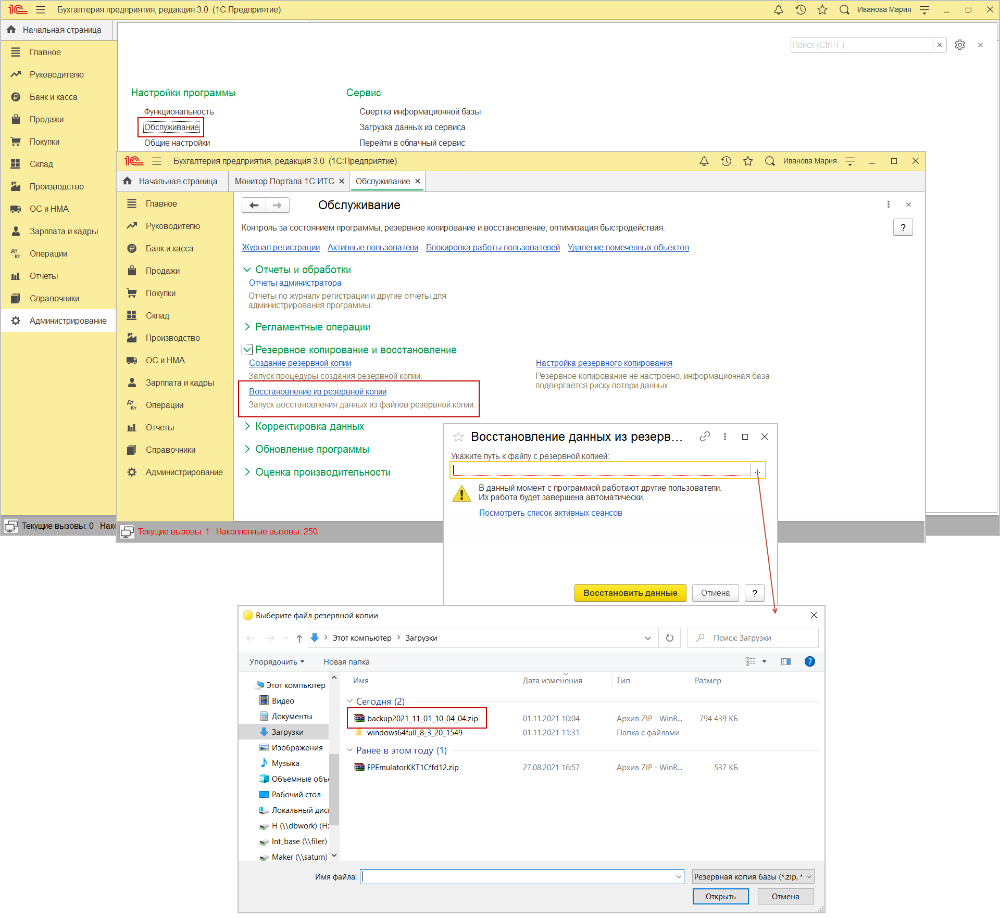 1С Бухгалтерия предприятия, редакция 3.0 (1С:Предприятие) Иванова Мария
Начальная страница
Поиск (Ctrl+F)
Главное
Руководителю
Банк и касса
Продажи
Покупки
Склад
Производство
ОС и НМА
Зарплата и кадры
Операции
Отчеты
Справочники
Администрирование
Настройки программы
Функциональность
Обслуживание
Общие настройки
Сервис
Свертка информационной базы
Загрузка данных из сервиса
Перейти в облачный сервис
Текущие вызовы: 0 Нако
1С Бухгалтерия предприятия, редакция 3.0 (1С:Предприятие) Иванова Мария
Начальная страница Монитор Портала 1С:ИТС Обслуживание
Главное
Руководителю
Банк и касса
Продажи
Покупки
Склад
Производство
ОС и НМА
Зарплата и кадры
Дт Кт Операции
Отчеты
Справочники
Администрирование
Обслуживание
Контроль за состоянием программы, резервное копирование и восстановление, оптимизация быстродействия.
?
Журнал регистрации Активные пользователи Блокировка работы пользователей Удаление помеченных объектов
Отчеты и обработки
Отчеты администратора
Отчеты по журналу регистрации и другие отчеты для
администрирования программы.
Регламентные операции
Резервное копирование и восстановление
Создание резервной копии
Запуск процедуры создания резервной копии.
Восстановление из резервной копии
Запуск восстановления данных из файлов резервной копии.
Настройка резервного копирования
Резервное копирование не настроено, информационная база
подвергается риску потери данных.
Корректировка данных
Обновление программы
Оценка производительности
Текущие вызовы: 1 Накопленные вызовы: 250
Восстановление данных из резерв...
Укажите путь к файлу с резервной копией:
...
В данный момент с программой работают другие пользователи.
Их работа будет завершена автоматически.
Посмотреть список активных сеансов
Восстановить данные Отмена ?
Выберите файл резервной копии
Этот компьютер Загрузки Поиск: Загрузки
Упорядочить Новая папка ?
Этот компьютер
Видео
Документы
Загрузки
Изображения
Музыка
Объемные объе
Рабочий стол
Локальный дис
H (\\dbwork) (H:
Int_base (\\filer)
Maker (\\saturn)
Имя Дата изменения Тип Размер
Сегодня (2)
backup2021_11_01_10_04_04.zip 01.11.2021 10:04 Архив ZIP - WinR... 794 439 КБ
windows64full_8_3_20_1549 01.11.2021 11:31 Папка с файлами
Ранее в этом году (1)
FPEmulatorKKT1Cffd12.zip 27.08.2021 16:57 Архив ZIP - WinR... 537 КБ
Имя файла: Резервная копия базы (*.zip, *
Открыть Отмена